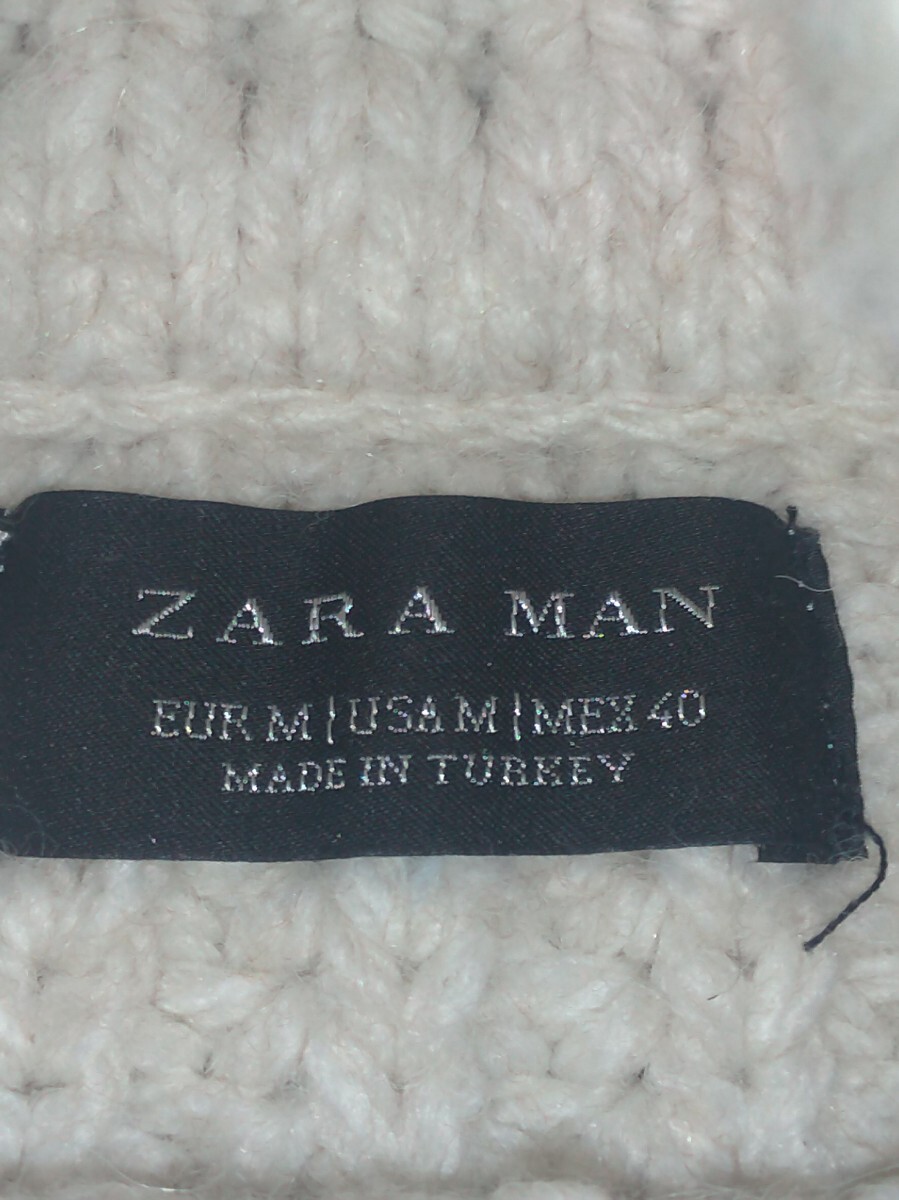 ZARA MAN
EUR M | USA M | MEX 40
MADE IN TURKEY